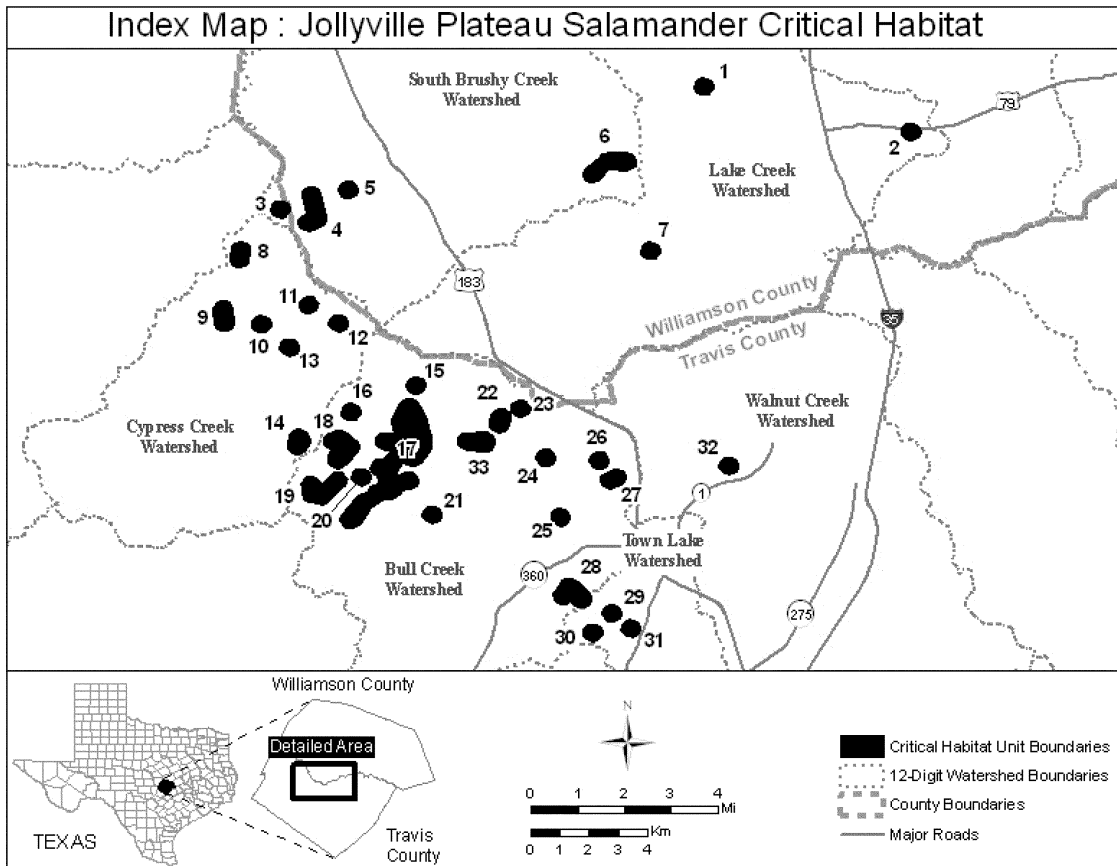 Index Map : Jollyville Plateau Salamander Critical Habitat
South Brushy Creek
Watershed
1
79
2
6
Lake Creek
Watershed
5
3
4
7
8
183
11
9
10
12
13
Williamson County
Travis County
35
15
16
22
23
Walnut Creek
Watershed
Cypress Creek
Watershed
14
18
17
33
24
26
32
27
19
20
21
25
1
Town Lake
Watershed
Bull Creek
Watershed
360
28
29
275
30
31
Williamson County
Detailed Area
TEXAS
Travis
County
N
0 1 2 3 4
Mi
0 1 2 3 4
Km
Critical Habitat Unit Boundaries
12-Digit Watershed Boundaries
County Boundaries
Major Roads